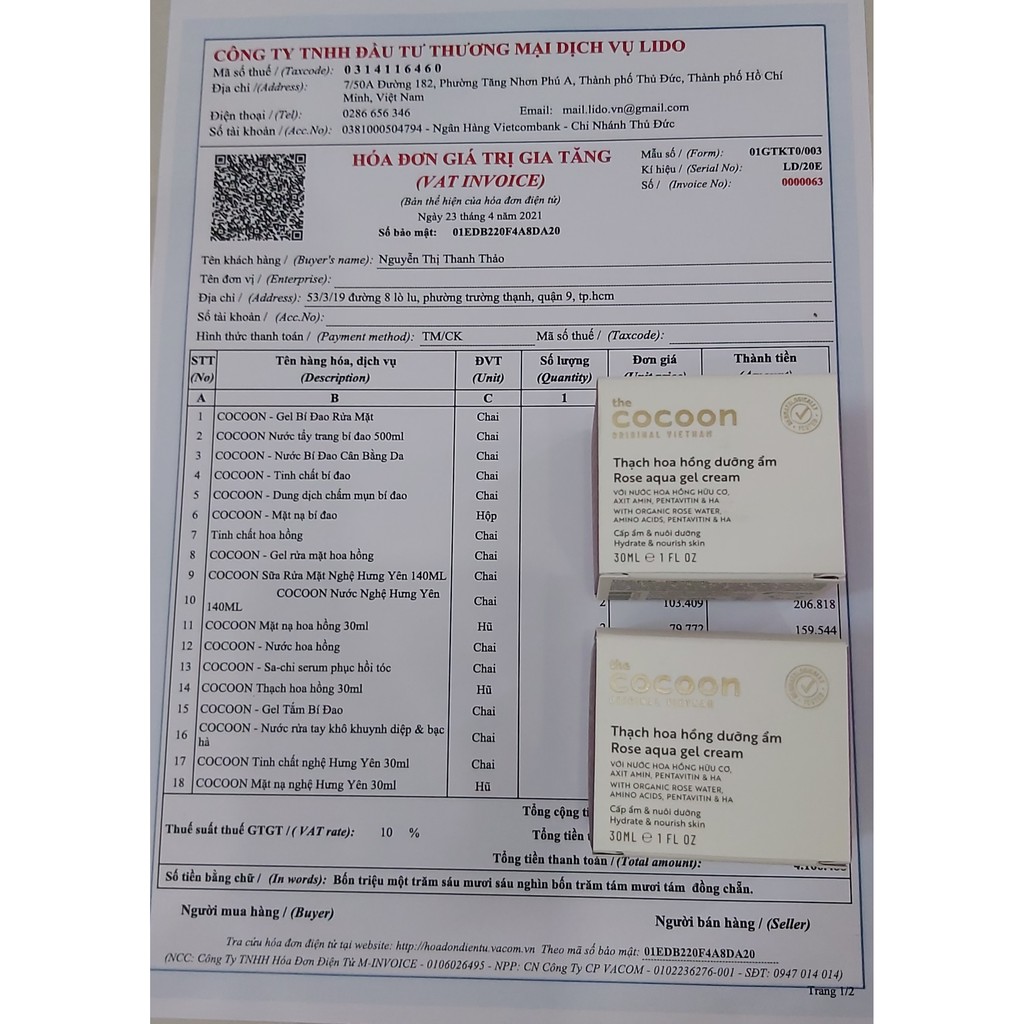 CÔNG TY TNHH ĐẦU TƯ THƯƠNG MẠI DỊCH VỤ LIDO
Mã số thuế / (Taxcode): 0314116460
Địa chỉ /(Address): 7/50A Đường 182, Phường Tăng Nhơn Phú A, Thành phố Thủ Đức, Thành phố Hồ Chí
Minh, Việt Nam
Điện thoại / (Tel): 0286 656 346 Email: mail.lido.vn@gmail.com
Số tài khoản / (Acc.No): 0381000504794 - Ngân Hàng Vietcombank - Chi Nhánh Thủ Đức
HÓA ĐƠN GIÁ TRỊ GIA TĂNG
(VAT INVOICE)
(Bản thể hiện của hóa đơn điện tử)
Ngày 23 tháng 4 năm 2021
Số bảo mật: 01EDB220F4A8DA20
Mẫu số / (Form): 01GTKT0/003
Kí hiệu / (Serial No): LD/20E
Số / (Invoice No): 0000063
Tên khách hàng / (Buyer's name): Nguyễn Thị Thanh Thảo
Tên đơn vị / (Enterprise):
Địa chỉ / (Address): 53/3/19 đường 8 lò lu, phường trường thạnh, quận 9, tp.hcm
Số tài khoản / (Acc.No):
Hình thức thanh toán / (Payment method): TM/CK Mã số thuế / (Taxcode):
STT Tên hàng hóa, dịch vụ ĐVT Số lượng Đơn giá Thành tiền
(No) (Description) (Unit) (Quantity)
A B C 1
1 COCOON - Gel Bí Đao Rửa Mặt Chai
2 COCOON Nước tẩy trang bí đao 500ml Chai
3 COCOON - Nước Bí Đao Cân Bằng Da Chai
4 COCOON - Tinh chất bí đao Chai
5 COCOON - Dung dịch chấm mụn bí đao Chai
6 COCOON - Mặt nạ bí đao Hộp
7 Tinh chất hoa hồng Chai
8 COCOON - Gel rửa mặt hoa hồng Chai
9 COCOON Sữa Rửa Mặt Nghệ Hưng Yên 140ML Chai
10 COCOON Nước Nghệ Hưng Yên
140ML Chai 2 103.409 206.818
11 COCOON Mặt nạ hoa hồng 30ml Hũ 2 79.772 159.544
12 COCOON - Nước hoa hồng Chai
13 COCOON - Sa-chi serum phục hồi tóc Chai
14 COCOON Thạch hoa hồng 30ml Hũ
15 COCOON - Gel Tắm Bí Đao Chai
16 COCOON - Nước rửa tay khô khuynh diệp & bạc
hà Chai
17 COCOON Tinh chất nghệ Hưng Yên 30ml Chai
18 COCOON Mặt nạ nghệ Hưng Yên 30ml Hũ
Tổng cộng
Thuế suất thuế GTGT / ( VAT rate): 10 % Tổng tiền
Tổng tiền thanh toán / (Total amount):
Số tiền bằng chữ / (In words): Bốn triệu một trăm sáu mươi sáu nghìn bốn trăm tám mươi tám đồng chẵn.
Người mua hàng / (Buyer) Người bán hàng / (Seller)
Tra cứu hóa đơn điện tử tại website: http://hoadondientu.vacom.vn Theo mã số bảo mật: 01EDB220F4A8DA20
(NCC: Công Ty TNHH Hóa Đơn Điện Tử M-INVOICE - 0106026495 - NPP: CN Công Ty CP VACOM - 0102236276-001 - SĐT: 0947 014 014)
Trang 1/2
the
cocoon
ORIGINAL VIETNAM
Thạch hoa hồng dưỡng ẩm
Rose aqua gel cream
VỚI NƯỚC HOA HỒNG HỮU CƠ,
AXIT AMIN, PENTAVITIN & HA
WITH ORGANIC ROSE WATER,
AMINO ACIDS, PENTAVITIN & HA
Cấp ẩm & nuôi dưỡng
Hydrate & nourish skin
30ML ℮ 1 FL OZ
the
cocoon
ORIGINAL VIETNAM
Thạch hoa hồng dưỡng ẩm
Rose aqua gel cream
VỚI NƯỚC HOA HỒNG HỮU CƠ,
AXIT AMIN, PENTAVITIN & HA
WITH ORGANIC ROSE WATER,
AMINO ACIDS, PENTAVITIN & HA
Cấp ẩm & nuôi dưỡng
Hydrate & nourish skin
30ML ℮ 1 FL OZ